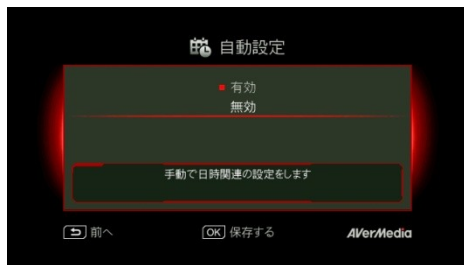 自動設定
有効
無効
手動で日時関連の設定をします
前へ
OK 保存する
AVerMedia